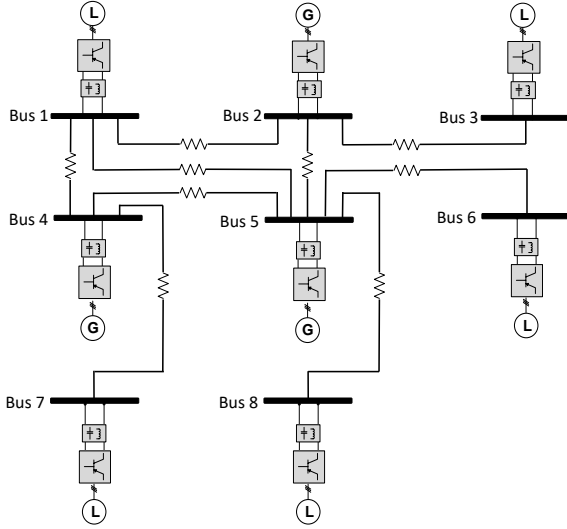 L G L
Bus 1 Bus 2 Bus 3
Bus 4 Bus 5 Bus 6
G G L
Bus 7 Bus 8
L L